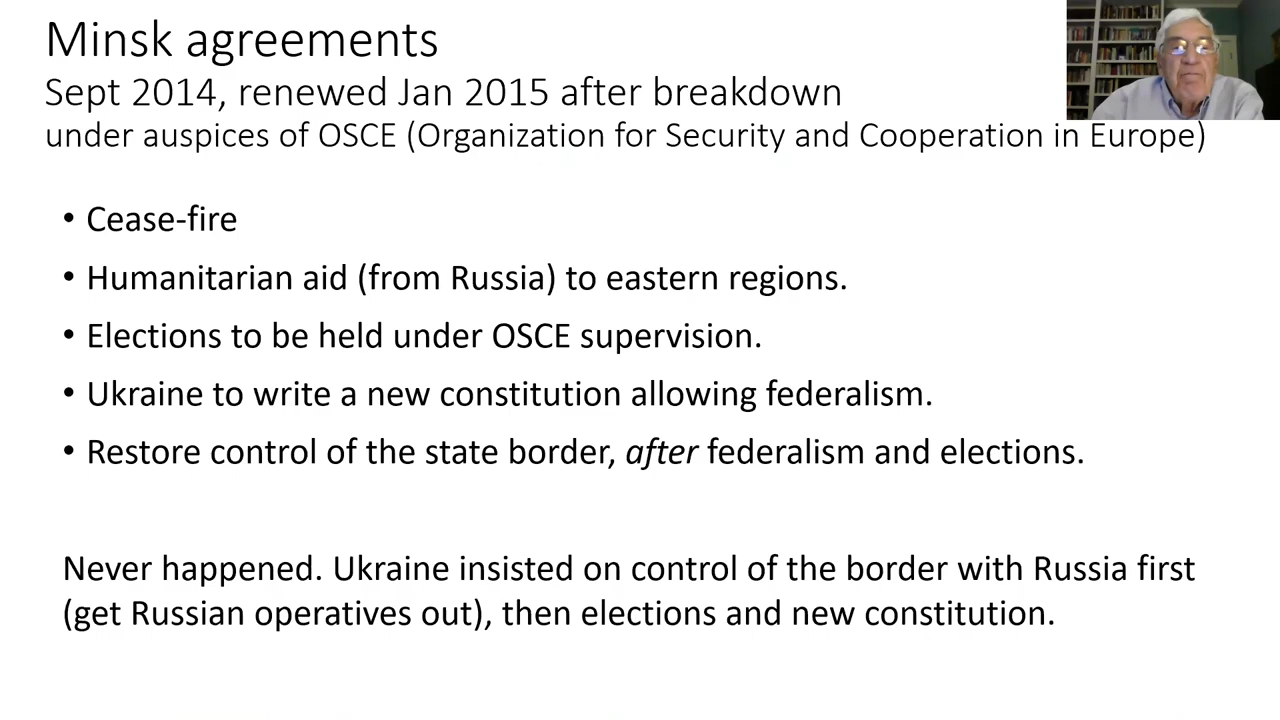 Minsk agreements
Sept 2014, renewed Jan 2015 after breakdown
under auspices of OSCE (Organization for Security and Cooperation in Europe)
• Cease-fire
• Humanitarian aid (from Russia) to eastern regions.
• Elections to be held under OSCE supervision.
• Ukraine to write a new constitution allowing federalism.
• Restore control of the state border, after federalism and elections.
Never happened. Ukraine insisted on control of the border with Russia first
(get Russian operatives out), then elections and new constitution.